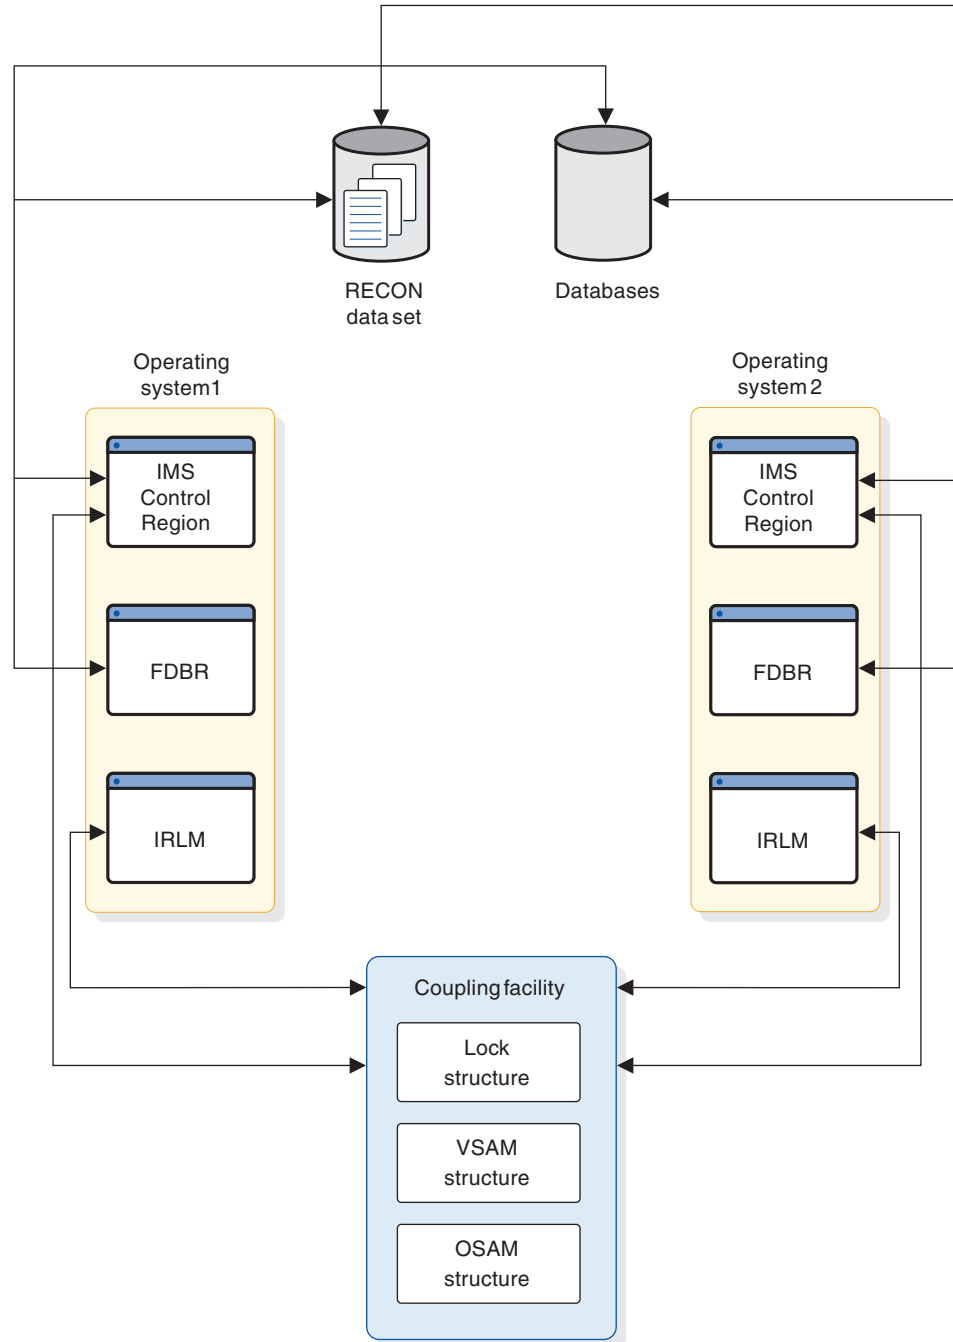 RECON
data set
Databases
Operating
system1
Operating
system 2
IMS
Control
Region
IMS
Control
Region
FDBR
FDBR
IRLM
IRLM
Coupling facility
Lock
structure
VSAM
structure
OSAM
structure